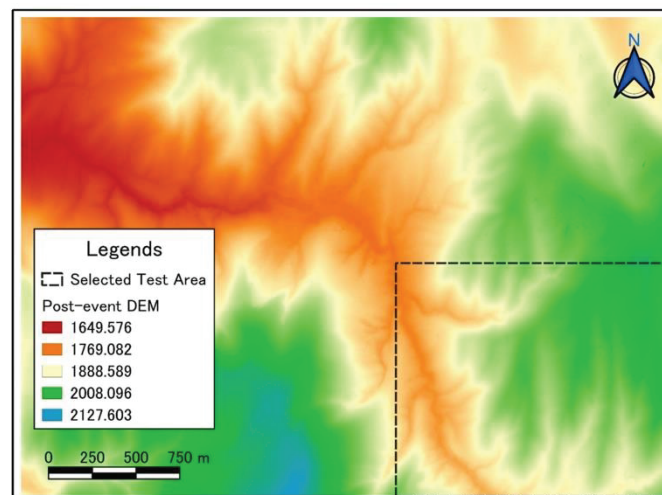 N
Legends
Selected Test Area
Post-event DEM
1649.576
1769.082
1888.589
2008.096
2127.603
0 250 500 750 m